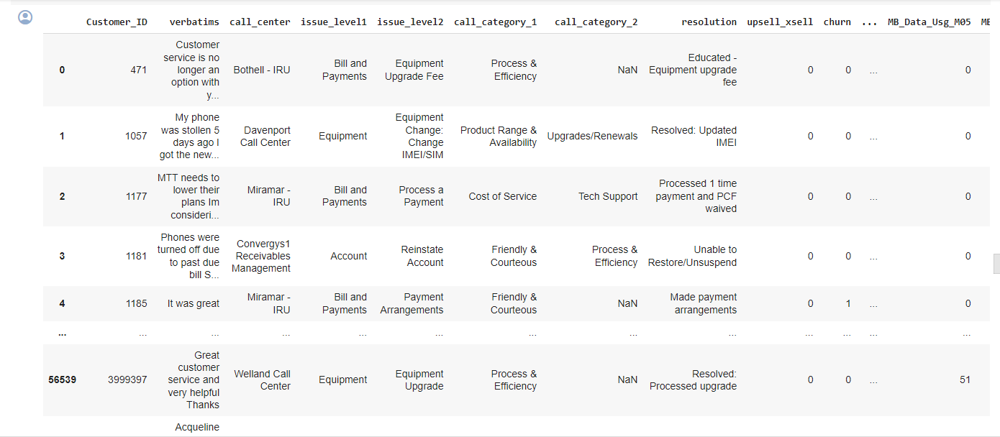 Customer_ID verbatims call_center issue_level1 issue_level2 call_category_1 call_category_2 resolution upsell_xsell churn ... MB_Data_Usg_M05 ME
0 471 Customer service is no longer an option with y... Bothell - IRU Bill and Payments Equipment Upgrade Fee Process & Efficiency NaN Educated - Equipment upgrade fee 0 0 ... 0
1 1057 My phone was stollen 5 days ago I got the new... Davenport Call Center Equipment Equipment Change: Change IMEI/SIM Product Range & Availability Upgrades/Renewals Resolved: Updated IMEI 0 0 ... 0
2 1177 MTT needs to lower their plans Im consideri... Miramar - IRU Bill and Payments Process a Payment Cost of Service Tech Support Processed 1 time payment and PCF waived 0 0 ... 0
3 1181 Phones were turned off due to past due bill S... Convergys1 Receivables Management Account Reinstate Account Friendly & Courteous Process & Efficiency Unable to Restore/Unsuspend 0 0 ... 0
4 1185 It was great Miramar - IRU Bill and Payments Payment Arrangements Friendly & Courteous NaN Made payment arrangements 0 1 ... 0
... ... ... ... ... ... ... ... ... ... ... ... ...
56539 3999397 Great customer service and very helpful Thanks Welland Call Center Equipment Equipment Upgrade Process & Efficiency NaN Resolved: Processed upgrade 0 0 ... 51
Acqueline